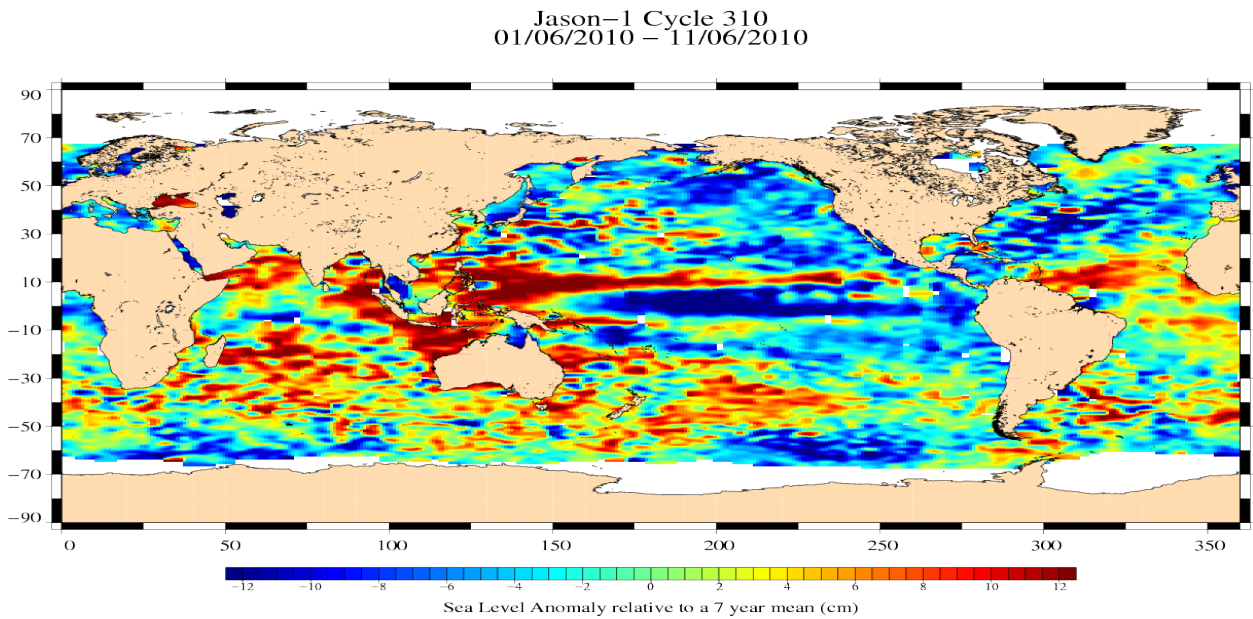 Jason−1 Cycle 310
01/06/2010 − 11/06/2010
90
70
50
30
10
−10
−30
−50
−70
−90
0 50 100 150 200 250 300 350
−12 −10 −8 −6 −4 −2 0 2 4 6 8 10 12
Sea Level Anomaly relative to a 7 year mean (cm)